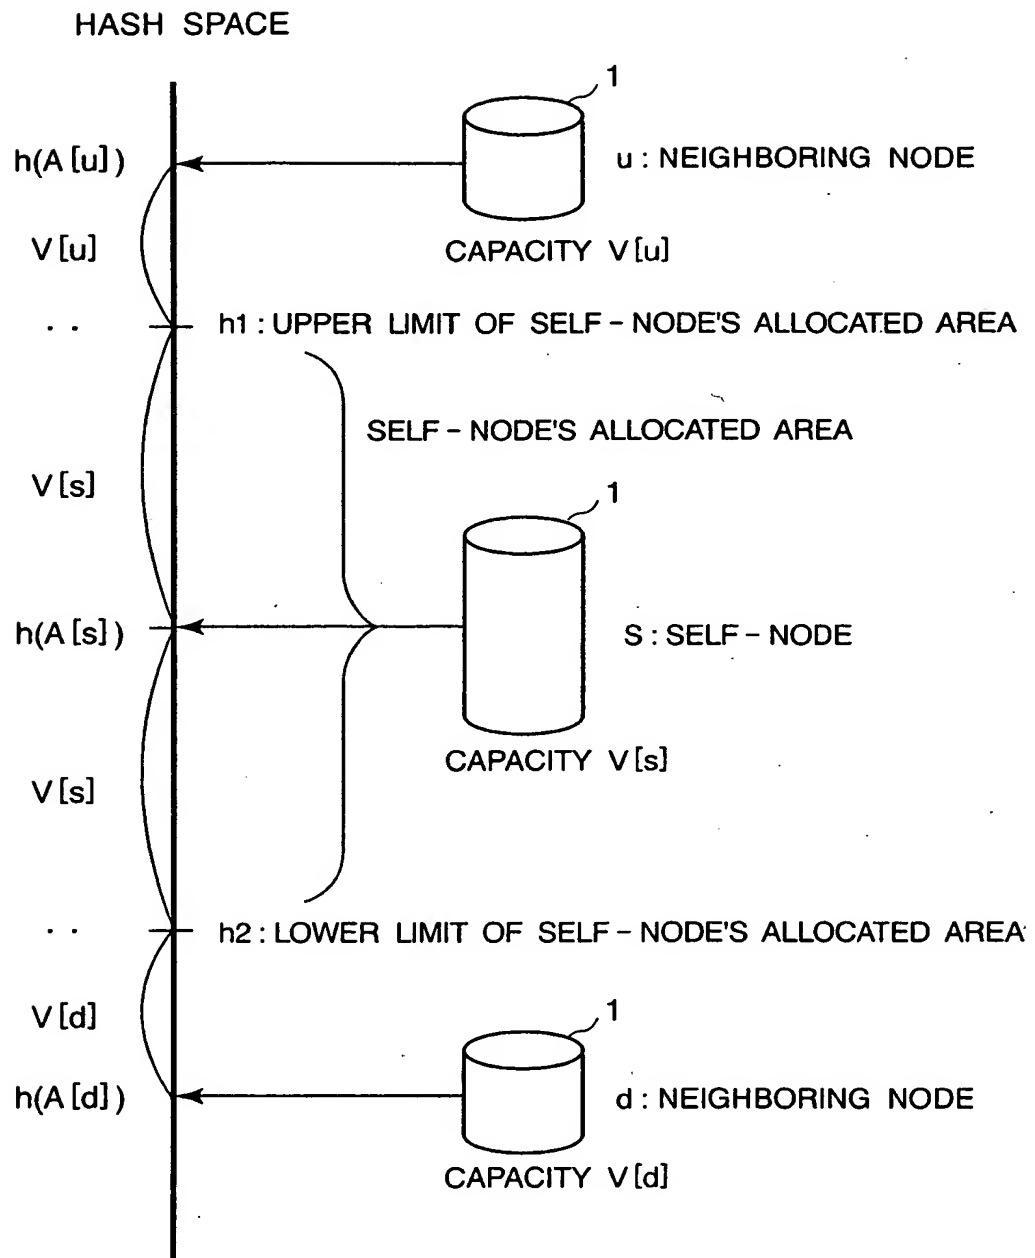 HASH SPACE
1
h(A[u])
u : NEIGHBORING NODE
V[u]
CAPACITY V[u]
. .
h1 : UPPER LIMIT OF SELF-NODE'S ALLOCATED AREA
SELF-NODE'S ALLOCATED AREA
V[s]
1
h(A[s])
S : SELF-NODE
CAPACITY V[s]
V[s]
. .
h2 : LOWER LIMIT OF SELF-NODE'S ALLOCATED AREA
V[d]
1
h(A[d])
d : NEIGHBORING NODE
CAPACITY V[d]